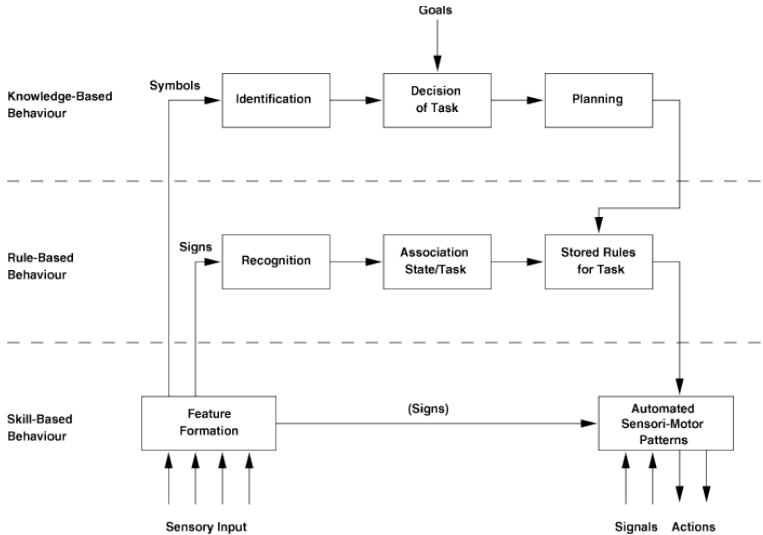 Goals
Symbols
Knowledge-Based
Behaviour
Identification
Decision
of Task
Planning
Signs
Rule-Based
Behaviour
Recognition
Association
State/Task
Stored Rules
for Task
Skill-Based
Behaviour
Feature
Formation
(Signs)
Automated
Sensori-Motor
Patterns
Sensory Input
Signals
Actions